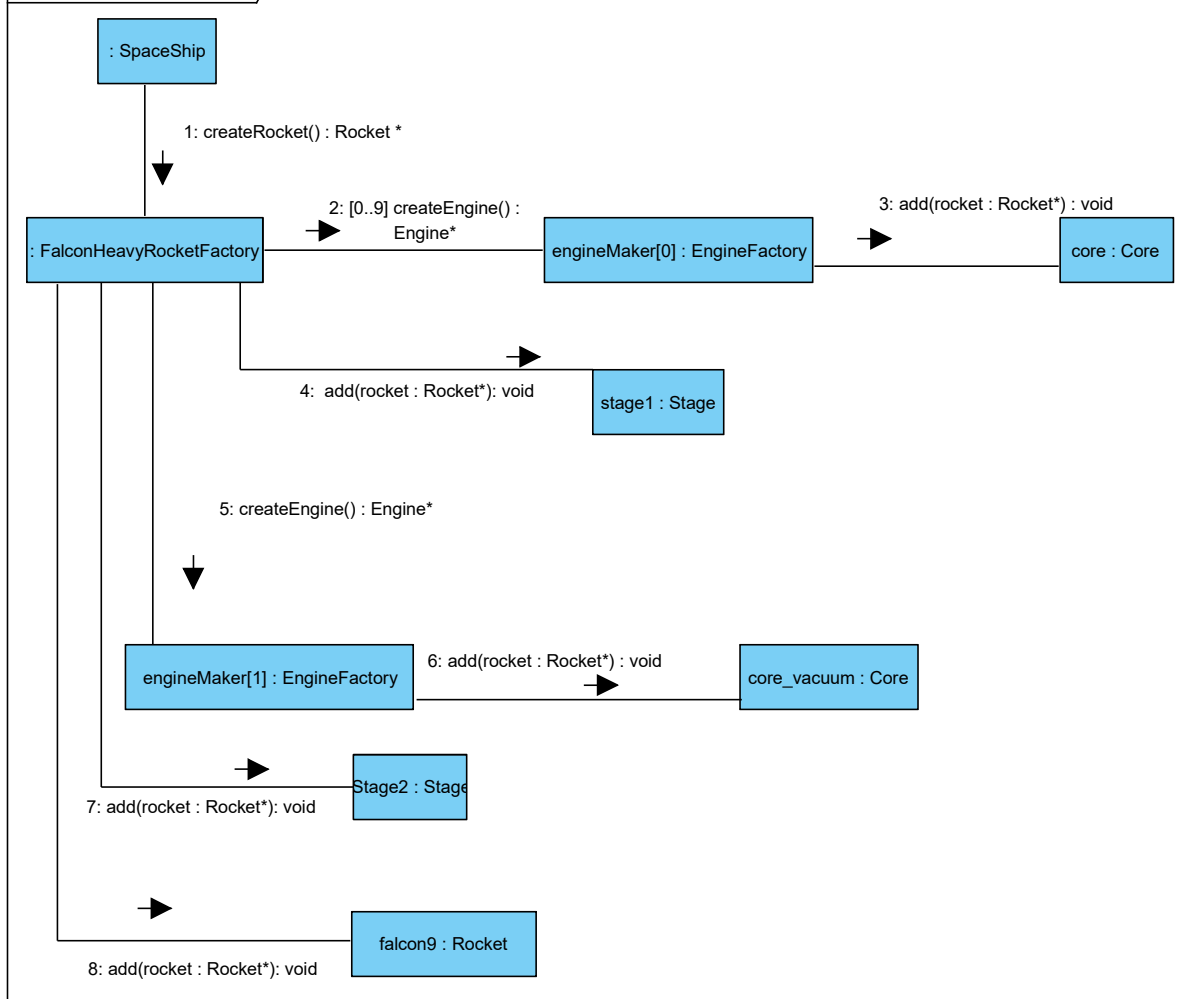 : SpaceShip
1: createRocket() : Rocket *
2: [0..9] createEngine() :
Engine*
3: add(rocket : Rocket*) : void
: FalconHeavyRocketFactory
engineMaker[0] : EngineFactory
core : Core
4:  add(rocket : Rocket*): void
stage1 : Stage
5: createEngine() : Engine*
engineMaker[1] : EngineFactory
6: add(rocket : Rocket*) : void
core_vacuum : Core
Stage2 : Stage
7: add(rocket : Rocket*): void
falcon9 : Rocket
8: add(rocket : Rocket*): void